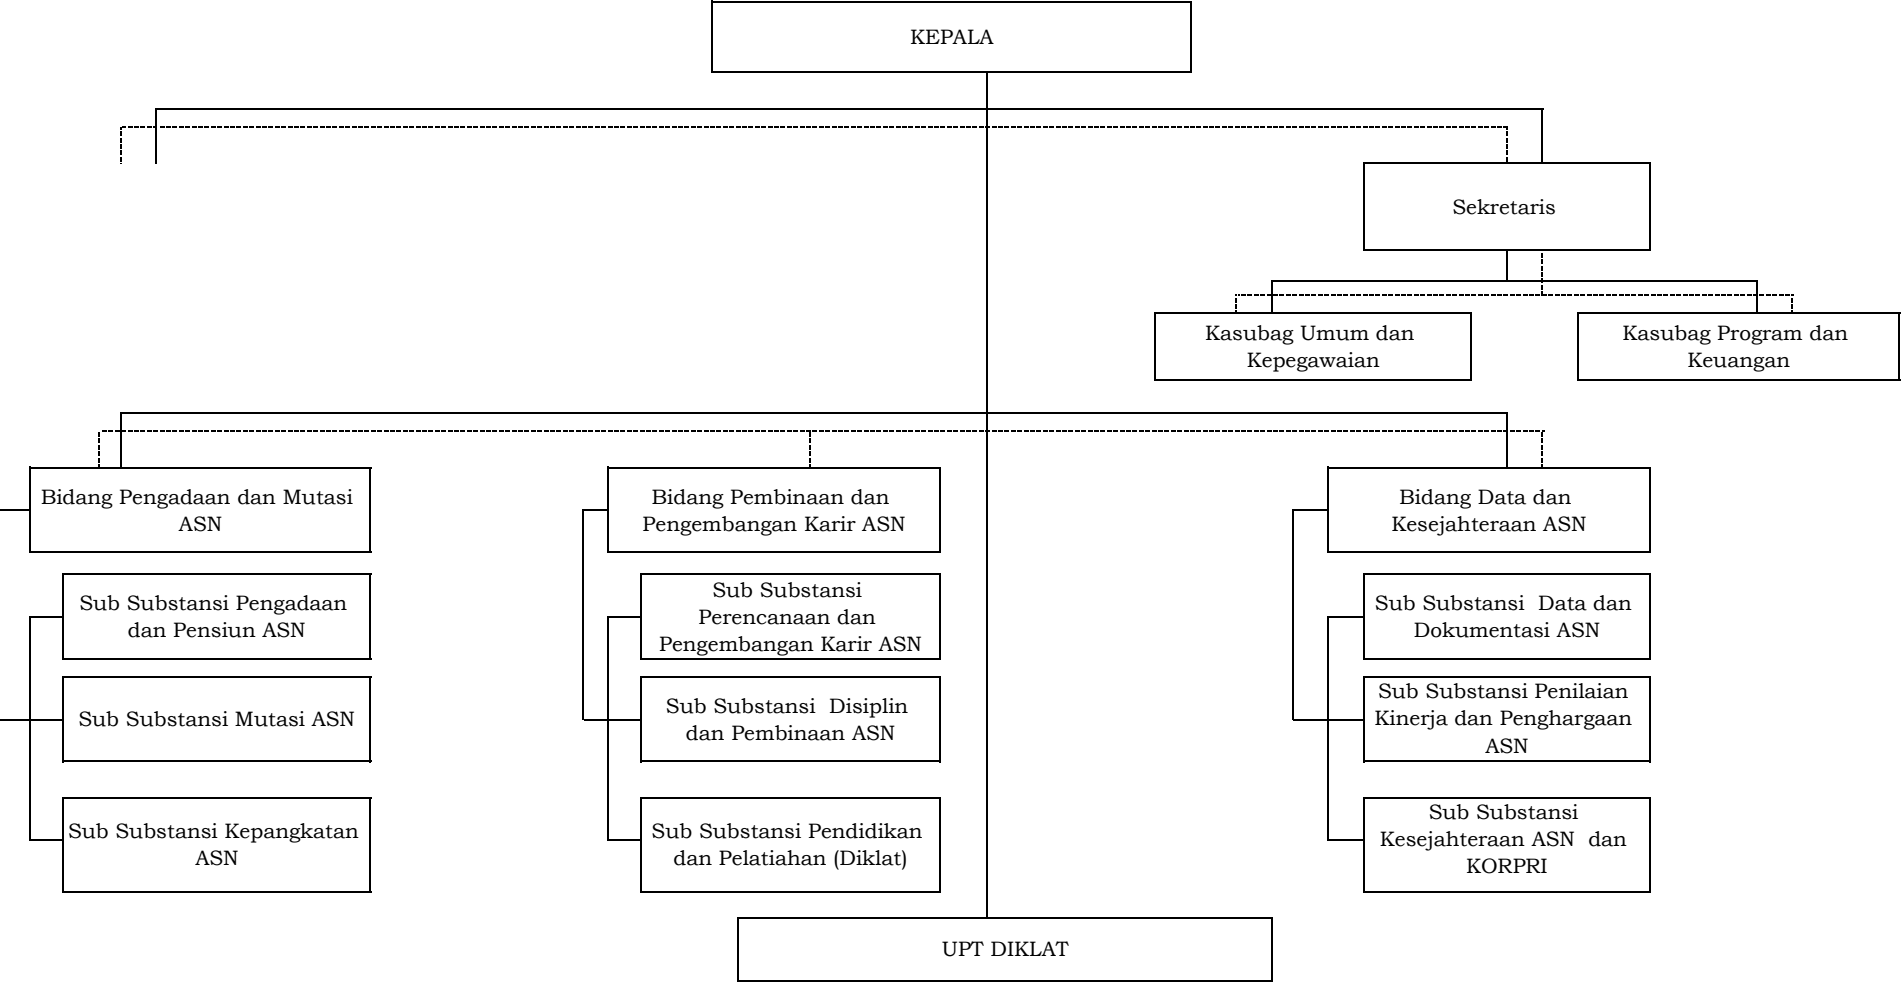 KEPALA
Sekretaris
Kasubag Umum dan
Kepegawaian
Kasubag Program dan
Keuangan
Bidang Pengadaan dan Mutasi
ASN
Bidang Pembinaan dan
Pengembangan Karir ASN
Bidang Data dan
Kesejahteraan ASN
Sub Substansi Pengadaan
dan Pensiun ASN
Sub Substansi
Perencanaan dan
Pengembangan Karir ASN
Sub Substansi  Data dan
Dokumentasi ASN
Sub Substansi Mutasi ASN
Sub Substansi  Disiplin
dan Pembinaan ASN
Sub Substansi Penilaian
Kinerja dan Penghargaan
ASN
Sub Substansi Kepangkatan
ASN
Sub Substansi Pendidikan
dan Pelatiahan (Diklat)
Sub Substansi
Kesejahteraan ASN  dan
KORPRI
UPT DIKLAT